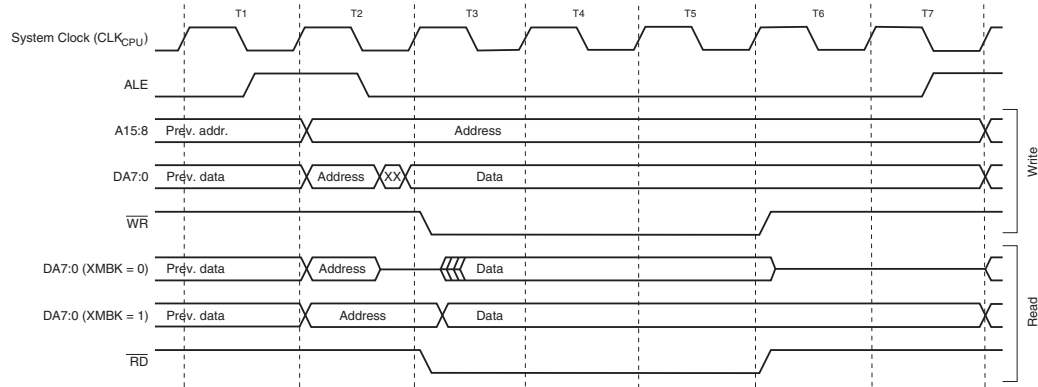 T1 T2 T3 T4 T5 T6 T7
System Clock (CLKCPU)
ALE
A15:8 Prev. addr. Address
DA7:0 Prev. data Address XX Data
WR
DA7:0 (XMBK = 0) Prev. data Address Data
DA7:0 (XMBK = 1) Prev. data Address Data
RD
Write
Read